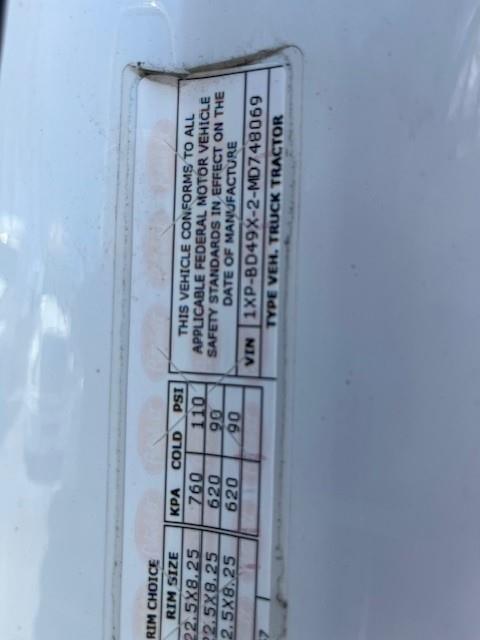 RIM CHOICE
RIM SIZE KPA COLD PSI
22.5X8.25 760 110
22.5X8.25 620 90
2.5X8.25 620 90
THIS VEHICLE CONFORMS TO ALL
APPLICABLE FEDERAL MOTOR VEHICLE
SAFETY STANDARDS IN EFFECT ON THE
DATE OF MANUFACTURE
VIN 1XP-BD49X-2-MD748069
TYPE VEH. TRUCK TRACTOR